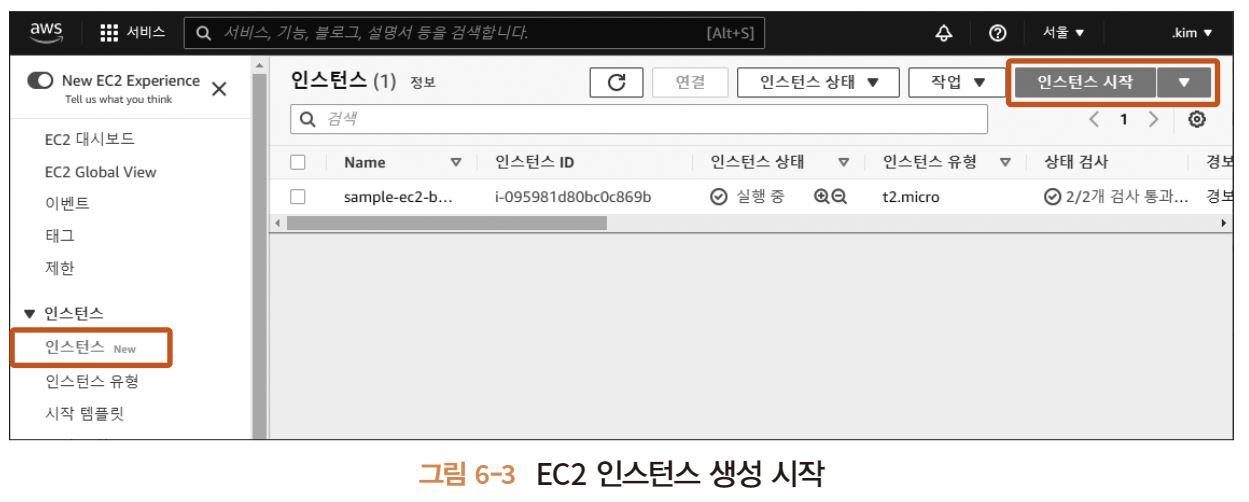 aws 서비스 서비스, 기능, 블로그, 설명서 등을 검색합니다. [Alt+S] 서울 ▼ .kim ▼
New EC2 Experience
Tell us what you think
EC2 대시보드
EC2 Global View
이벤트
태그
제한
▼ 인스턴스
인스턴스 New
인스턴스 유형
시작 템플릿
인스턴스 (1) 정보 연결 인스턴스 상태 ▼ 작업 ▼ 인스턴스 시작 ▼
검색 < 1 >
Name 인스턴스 ID 인스턴스 상태 인스턴스 유형 상태 검사 경보
sample-ec2-b... i-095981d80bc0c869b 실행 중 t2.micro 2/2개 검사 통과... 경보
그림 6-3 EC2 인스턴스 생성 시작